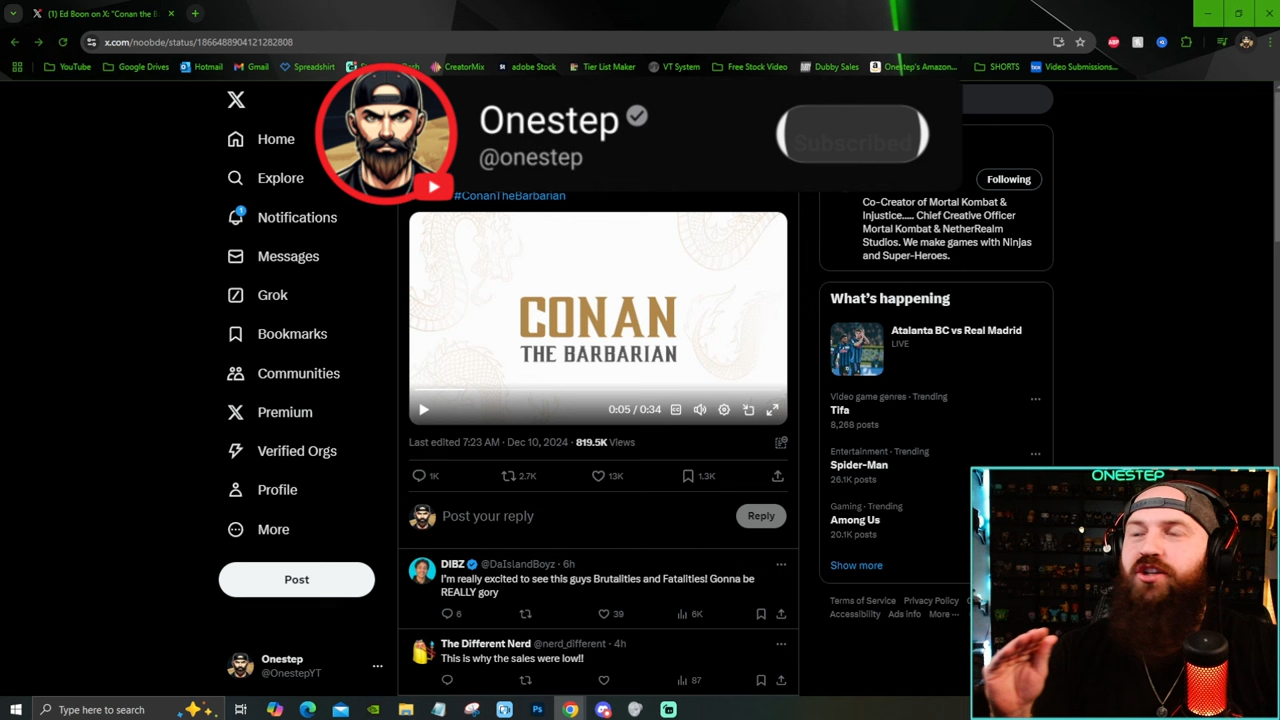 (1) Ed Boon on X: "Conan the B
x.com/noobde/status/1866488904121282808
YouTube
Google Drives
Hotmail
Gmail
Spreadshirt
CreatorMix
adobe Stock
Tier List Maker
VT System
Free Stock Video
Dubby Sales
Onestep's Amazon...
SHORTS
Video Submissions...
Onestep
@onestep
Subscribed
Home
Explore
Notifications
Messages
Grok
Bookmarks
Communities
Premium
Verified Orgs
Profile
More
Post
Onestep
@OnestepYT
#ConanTheBarbarian
CONAN
THE BARBARIAN
0:05 / 0:34
Last edited 7:23 AM · Dec 10, 2024 · 819.5K Views
1K 2.7K 13K 1.3K
Post your reply
Reply
DIBZ @DaIslandBoyz · 6h
I'm really excited to see this guys Brutalities and Fatalities! Gonna be
REALLY gory
6 39 6K
The Different Nerd @nerd_different · 4h
This is why the sales were low!!
87
Following
Co-Creator of Mortal Kombat &
Injustice..... Chief Creative Officer
Mortal Kombat & NetherRealm
Studios. We make games with Ninjas
and Super-Heroes.
What's happening
Atalanta BC vs Real Madrid
LIVE
Video game genres · Trending
Tifa
8,268 posts
Entertainment · Trending
Spider-Man
26.1K posts
Gaming · Trending
Among Us
20.1K posts
Show more
Terms of Service Privacy Policy
Accessibility Ads info More
ONESTEP
Type here to search